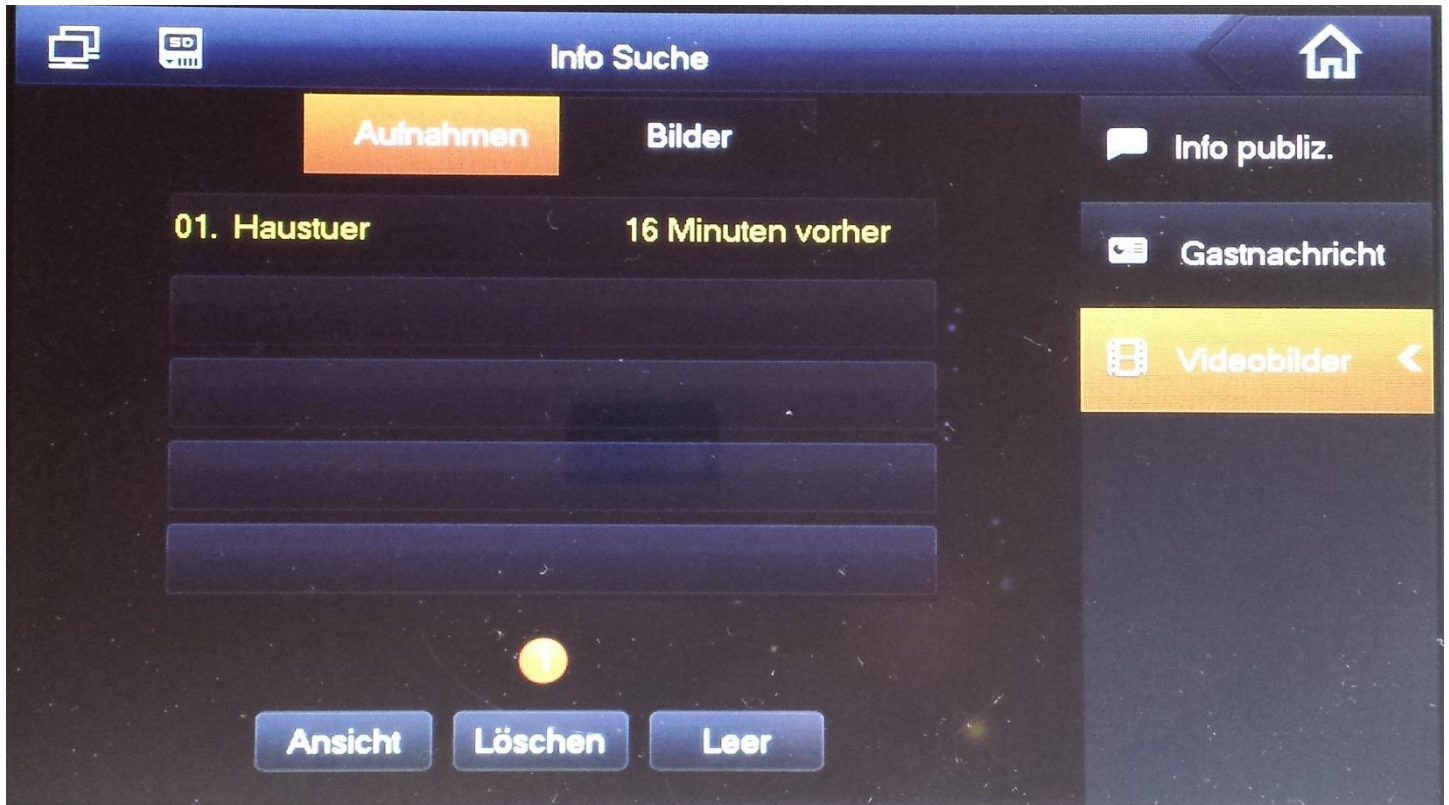 SD
Info Suche
Aufnahmen Bilder
Info publiz.
01. Haustuer 16 Minuten vorher
Gastnachricht
Videobilder
1
Ansicht Löschen Leer